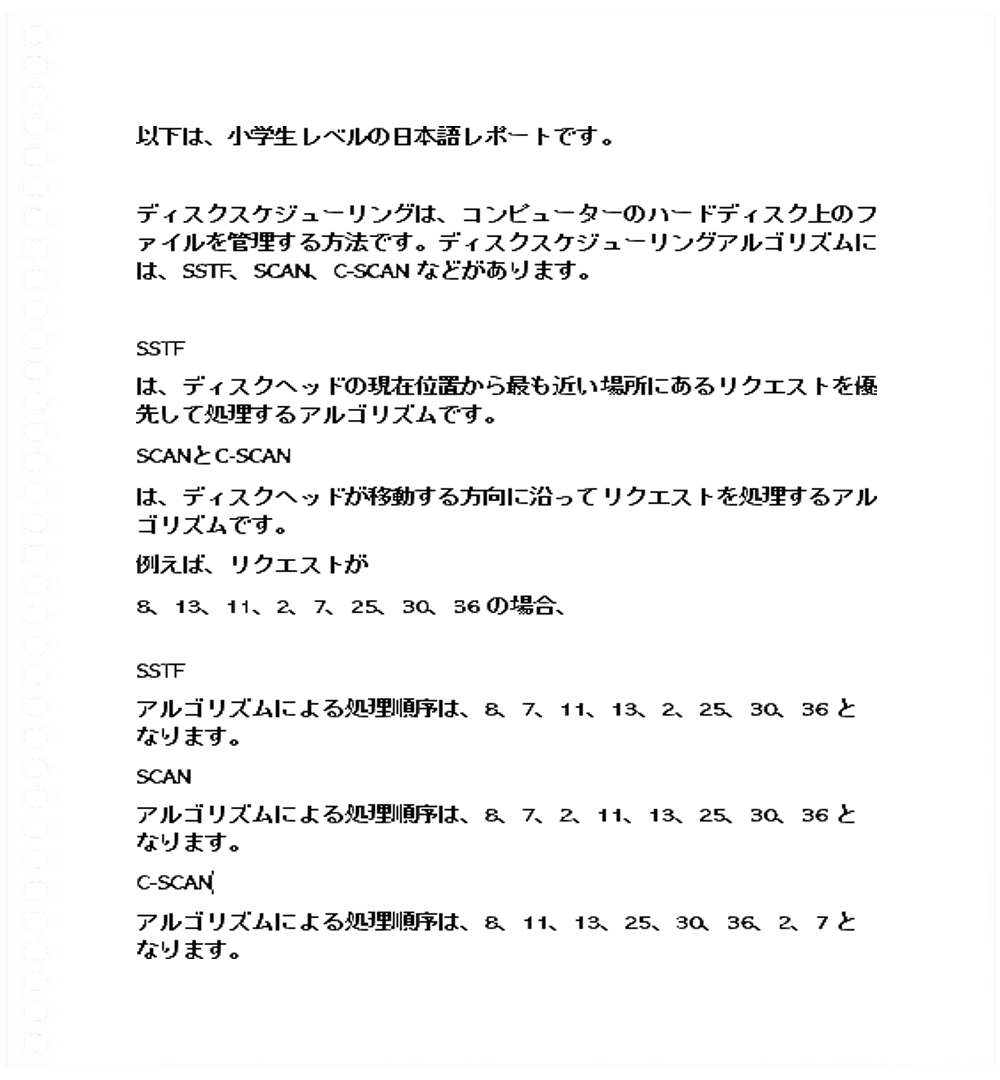 以下は、小学生レベルの日本語レポートです。
ディスクスケジューリングは、コンピューターのハードディスク上のフ
ァイルを管理する方法です。ディスクスケジューリングアルゴリズムに
は、SSTF、SCAN、C-SCAN などがあります。
SSTF
は、ディスクヘッドの現在位置から最も近い場所にあるリクエストを優
先して処理するアルゴリズムです。
SCANとC-SCAN
は、ディスクヘッドが移動する方向に沿ってリクエストを処理するアル
ゴリズムです。
例えば、リクエストが
8、13、11、2、7、25、30、36 の場合、
SSTF
アルゴリズムによる処理順序は、8、7、11、13、2、25、30、36 と
なります。
SCAN
アルゴリズムによる処理順序は、8、7、2、11、13、25、30、36 と
なります。
C-SCAN
アルゴリズムによる処理順序は、8、11、13、25、30、36、2、7 と
なります。